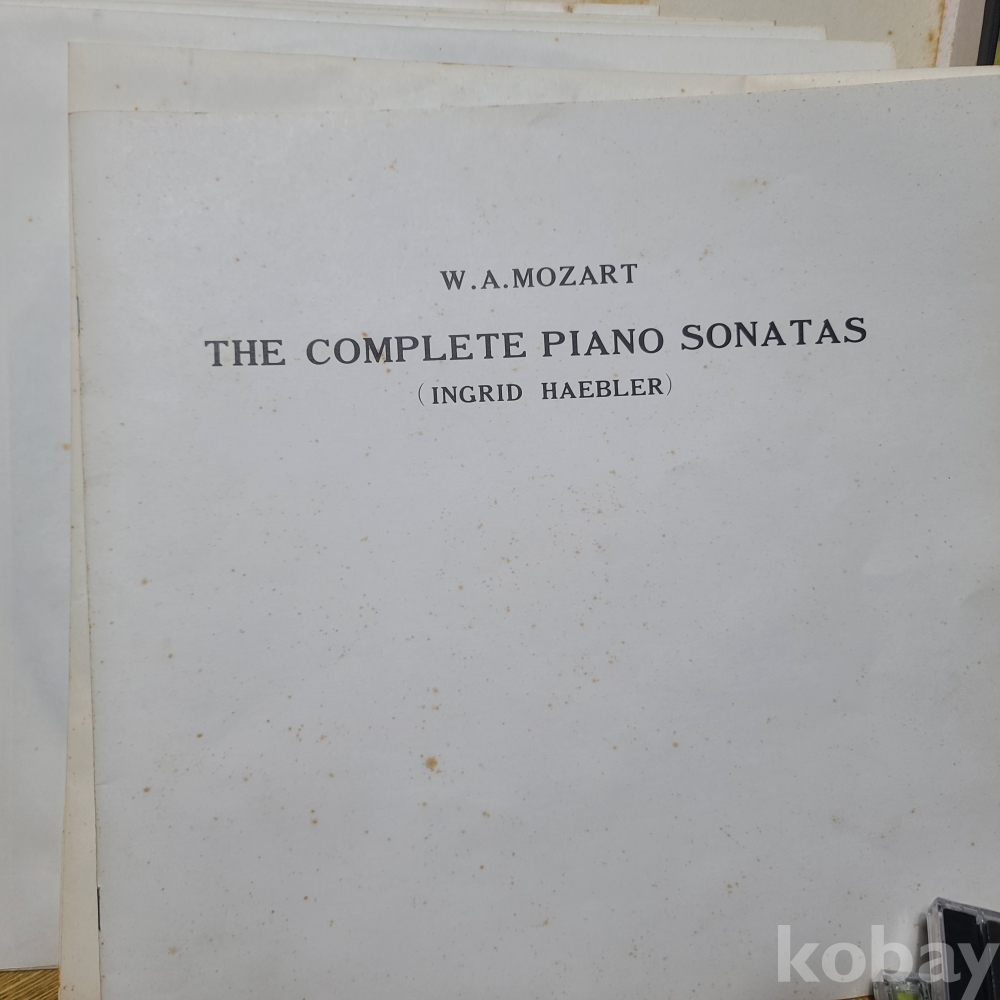 W.A.MOZART
THE COMPLETE PIANO SONATAS
(INGRID HAEBLER)
kobay